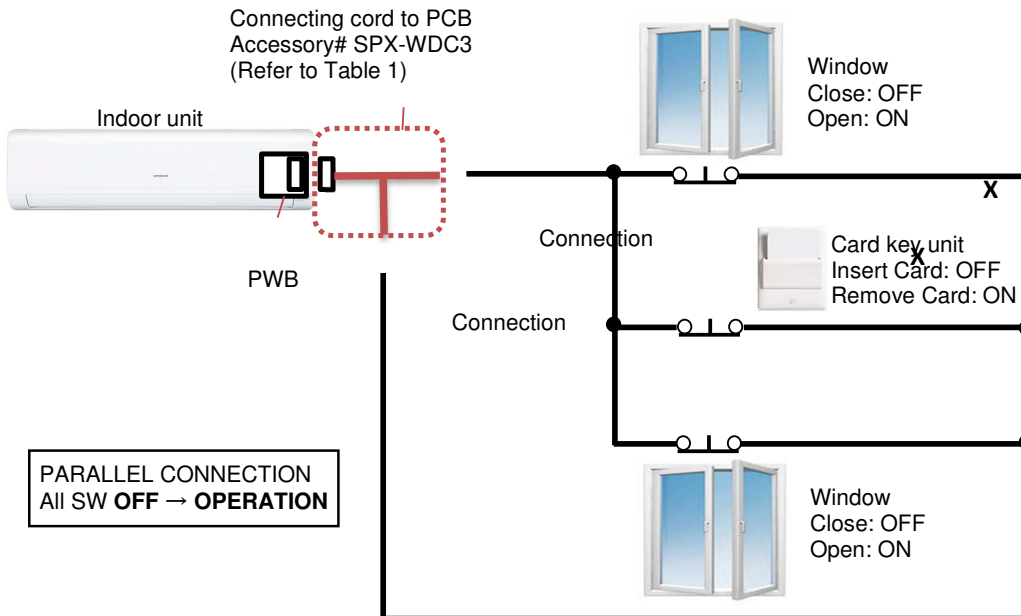 Connecting cord to PCB
Accessory# SPX-WDC3
(Refer to Table 1)
Indoor unit
Window
Close: OFF
Open: ON
HITACHI
X
Connection
Card key unit
X
Insert Card: OFF
Remove Card: ON
PWB
Connection
PARALLEL CONNECTION
All SW OFF → OPERATION
Window
Close: OFF
Open: ON